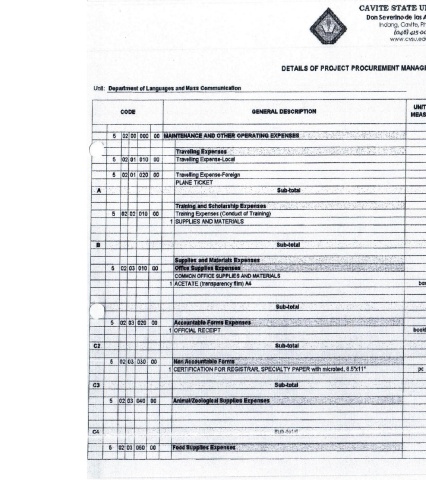 CAVITE STATE U
Don Severino de las A
Indang, Cavite, Ph
(046) 415-00
www.cvsu.ed
DETAILS OF PROJECT PROCUREMENT MANAG
Unit: Department of Languages and Mass Communication
CODE GENERAL DESCRIPTION UNIT MEAS
5 02 00 000 00 MAINTENANCE AND OTHER OPERATING EXPENSES
Traveling Expenses
5 02 01 010 00 Travelling Expense-Local
5 02 01 020 00 Travelling Expense-Foreign
PLANE TICKET
A Sub-total
Training and Scholarship Expenses
5 02 02 010 00 Training Expenses (Conduct of Training)
1 SUPPLIES AND MATERIALS
B Sub-total
Supplies and Materials Expenses
5 02 03 010 00 Office Supplies Expenses
COMMON OFFICE SUPPLIES AND MATERIALS
1 ACETATE (transparency film) A4 box
Sub-total
5 02 03 020 00 Accountable Forms Expenses
1 OFFICIAL RECEIPT bookl
C2 Sub-total
5 02 03 030 00 Non Accountable Forms
1 CERTIFICATION FOR REGISTRAR, SPECIALTY PAPER with microtext, 8.5"x11" pc
C3 Sub-total
5 02 03 040 00 Animal/Zoological Supplies Expenses
C4 Sub-total
5 02 03 050 00 Food Supplies Expenses